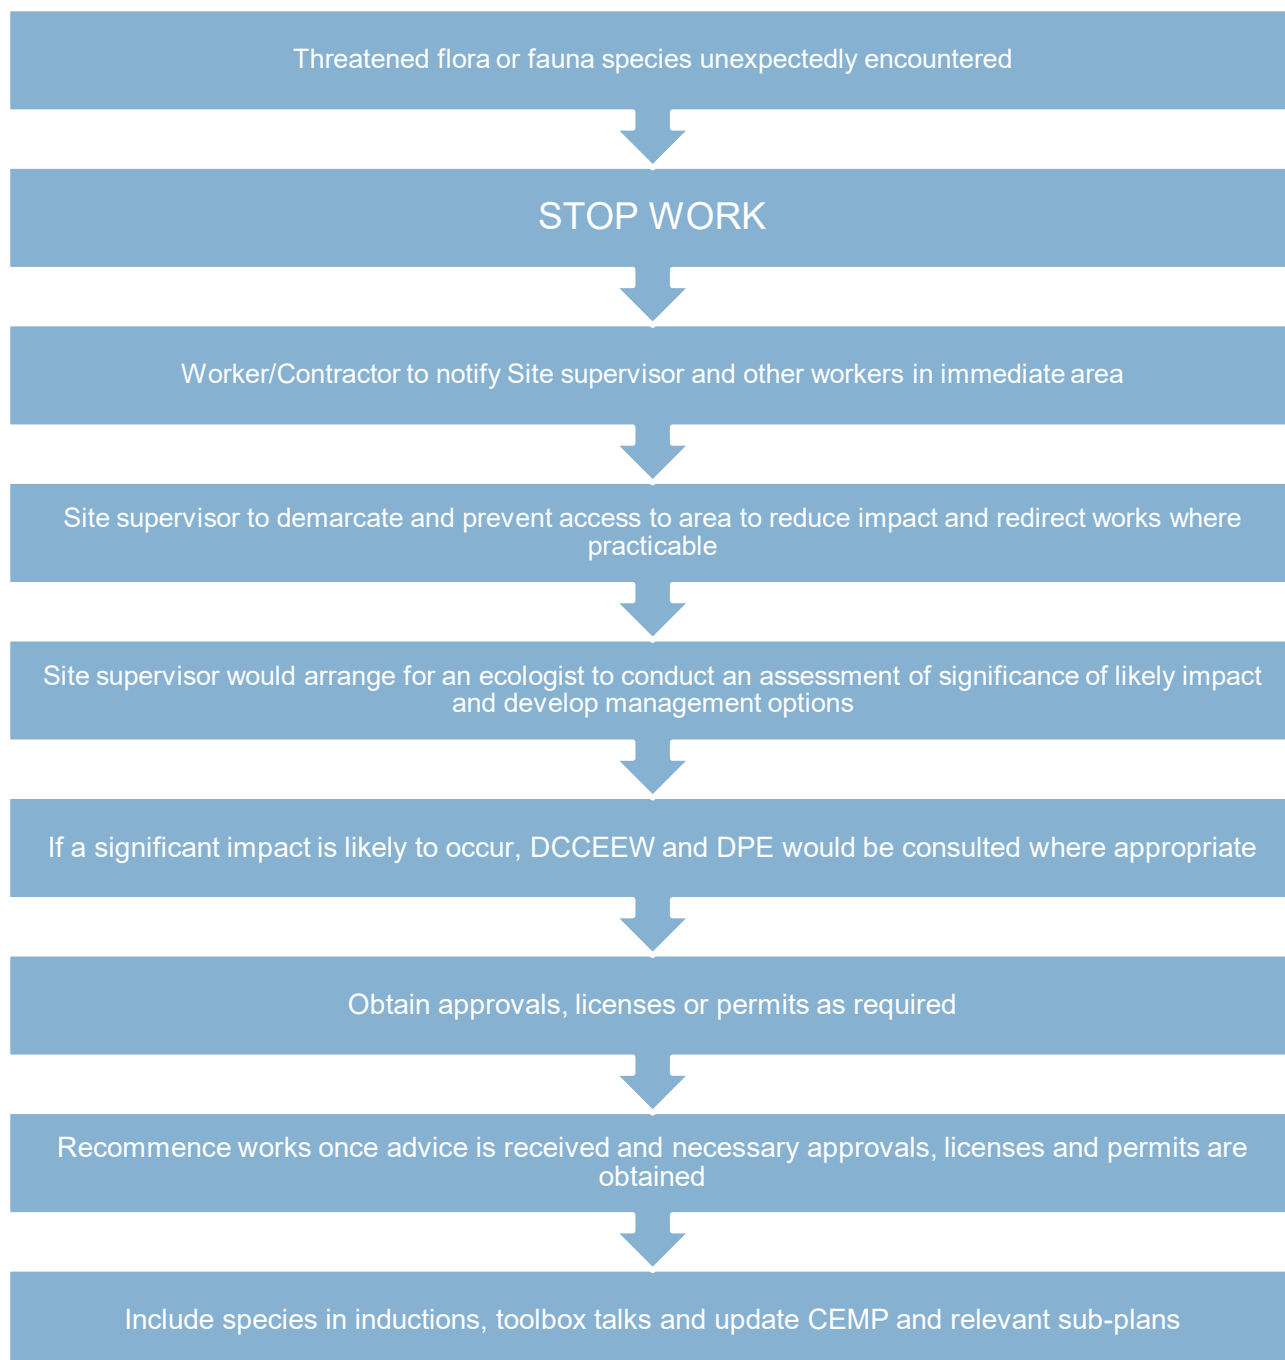 Threatened flora or fauna species unexpectedly encountered
STOP WORK
Worker/Contractor to notify Site supervisor and other workers in immediate area
Site supervisor to demarcate and prevent access to area to reduce impact and redirect works where
practicable
Site supervisor would arrange for an ecologist to conduct an assessment of significance of likely impact
and develop management options
If a significant impact is likely to occur, DCCEEW and DPE would be consulted where appropriate
Obtain approvals, licenses or permits as required
Recommence works once advice is received and necessary approvals, licenses and permits are
obtained
Include species in inductions, toolbox talks and update CEMP and relevant sub-plans